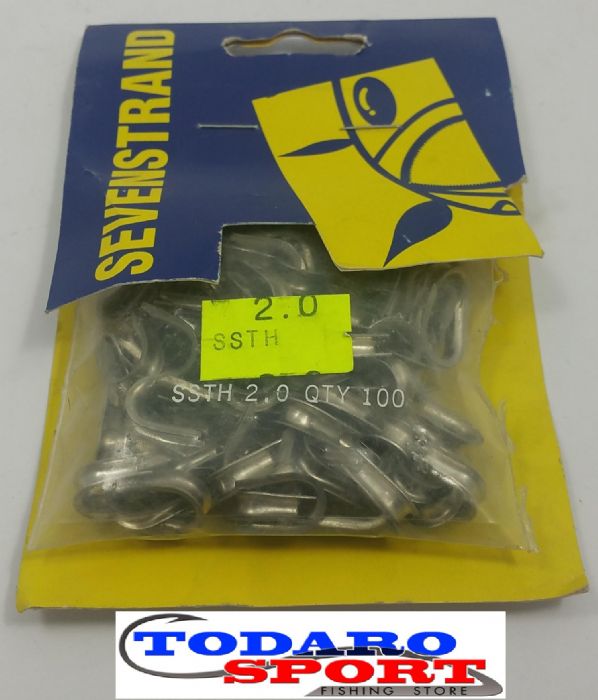 SEVENSTRAND
2.0
SSTH
SSTH 2.0 QTY 100
TODARO
SPORT
FISHING STORE